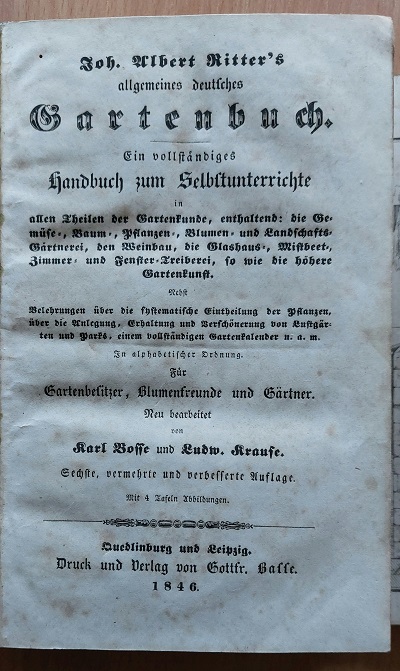 Joh. Albert Ritter's
allgemeines deutsches
Gartenbuch.
Ein vollständiges
Handbuch zum Selbstunterrichte
in
allen Theilen der Gartenkunde, enthaltend: die Ge-
müse-, Baum-, Pflanzen-, Blumen- und Landschafts-
Gärtnerei, den Weinbau, die Glashaus-, Mistbeet-,
Zimmer- und Fenster-Treiberei, so wie die höhere
Gartenkunst.
Nebst
Belehrungen über die systematische Eintheilung der Pflanzen,
über die Anlegung, Erhaltung und Verschönerung von Lustgär-
ten und Parks, einem vollständigen Gartenkalender u. a. m.
In alphabetischer Ordnung.
Für
Gartenbesitzer, Blumenfreunde und Gärtner.
Neu bearbeitet
von
Karl Bosse und Ludw. Krause.
Sechste, vermehrte und verbesserte Auflage.
Mit 4 Tafeln Abbildungen.
Quedlinburg und Leipzig.
Druck und Verlag von Gottfr. Basse.
1846.